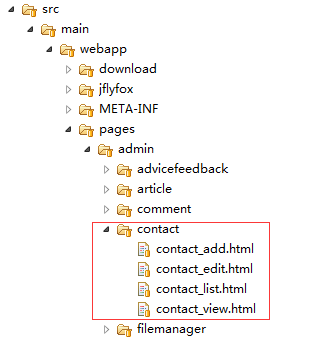 src
main
webapp
download
jflyfox
META-INF
pages
admin
advicefeedback
article
comment
contact
contact_add.html
contact_edit.html
contact_list.html
contact_view.html
filemanager